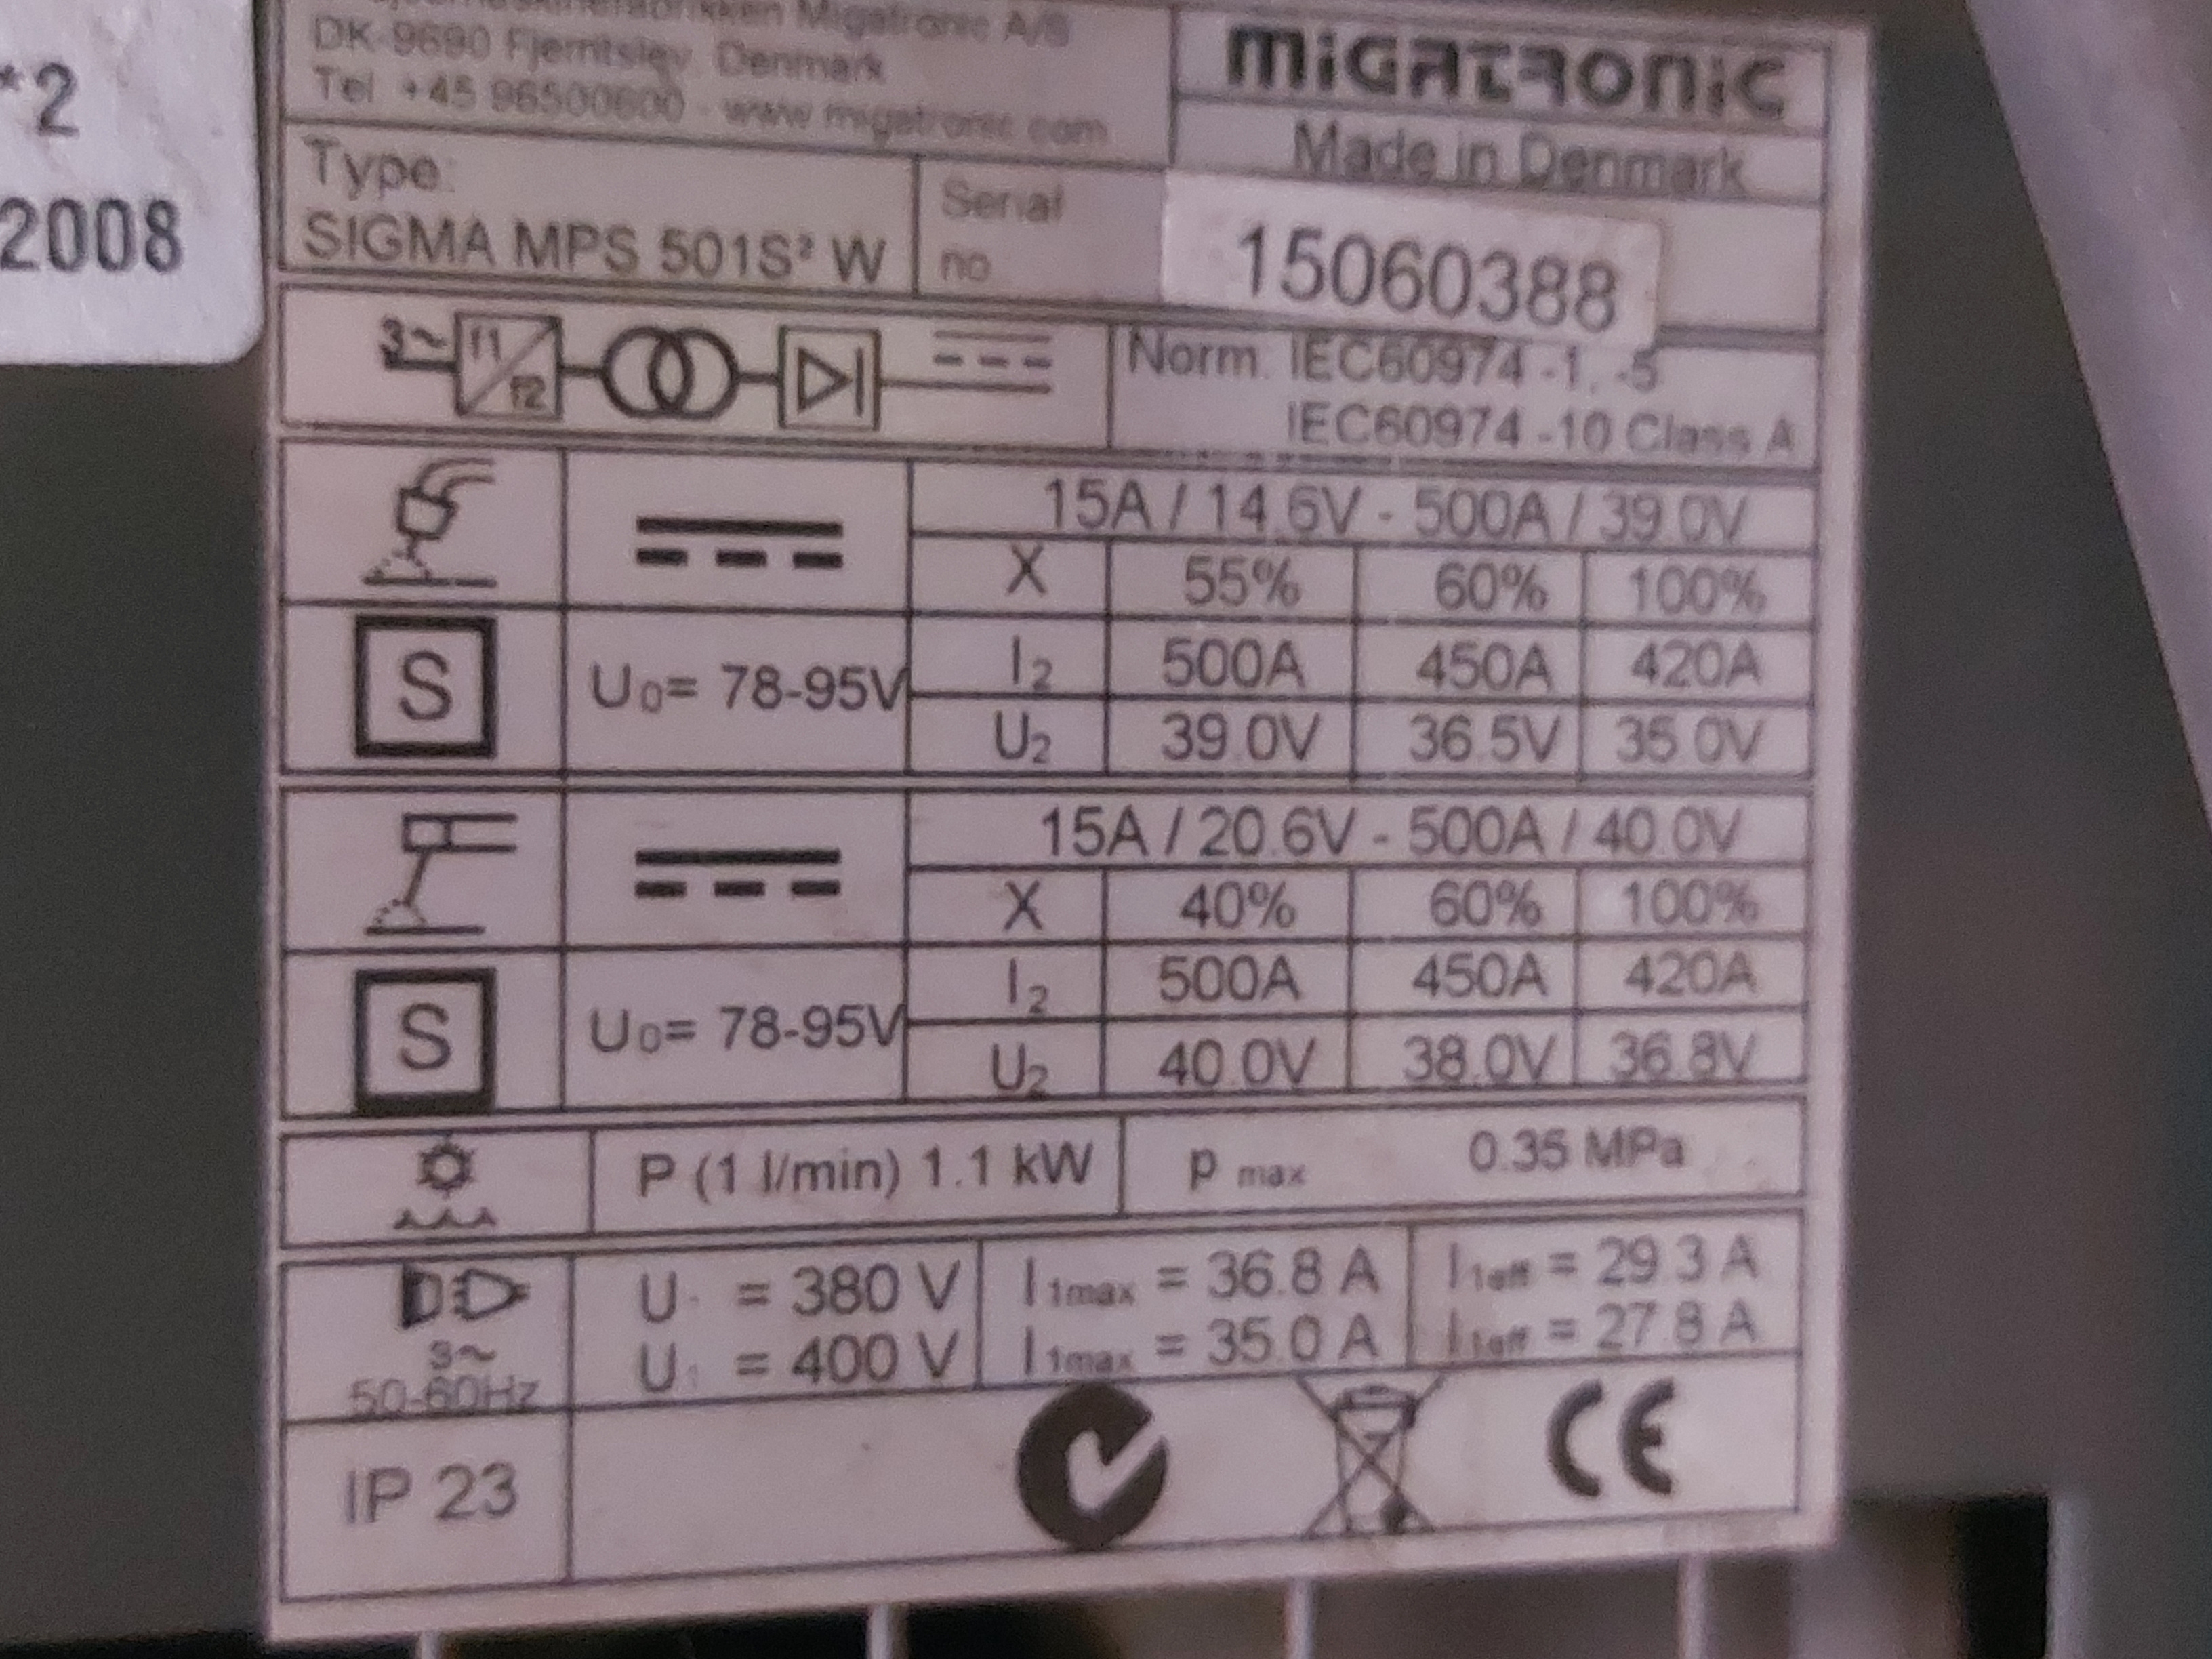 *2
2008
Migatronic A/S
DK-9690 Fjerritslev Denmark
Tel +45 96500600 - www.migatronic.com
MIGATRONIC
Made in Denmark
Type:
SIGMA MPS 501S² W
Serial
no
15060388
3~ f1
f2
Norm. IEC60974 -1, -5
IEC60974 -10 Class A
15A / 14.6V - 500A / 39.0V
X 55% 60% 100%
S
U0= 78-95V
I2 500A 450A 420A
U2 39.0V 36.5V 35.0V
15A / 20.6V - 500A / 40.0V
X 40% 60% 100%
S
U0= 78-95V
I2 500A 450A 420A
U2 40.0V 38.0V 36.8V
P (1 l/min) 1.1 kW
p max 0.35 MPa
3~
50-60Hz
U1 = 380 V I1max = 36.8 A I1eff = 29.3 A
U1 = 400 V I1max = 35.0 A I1eff = 27.8 A
IP 23
CE